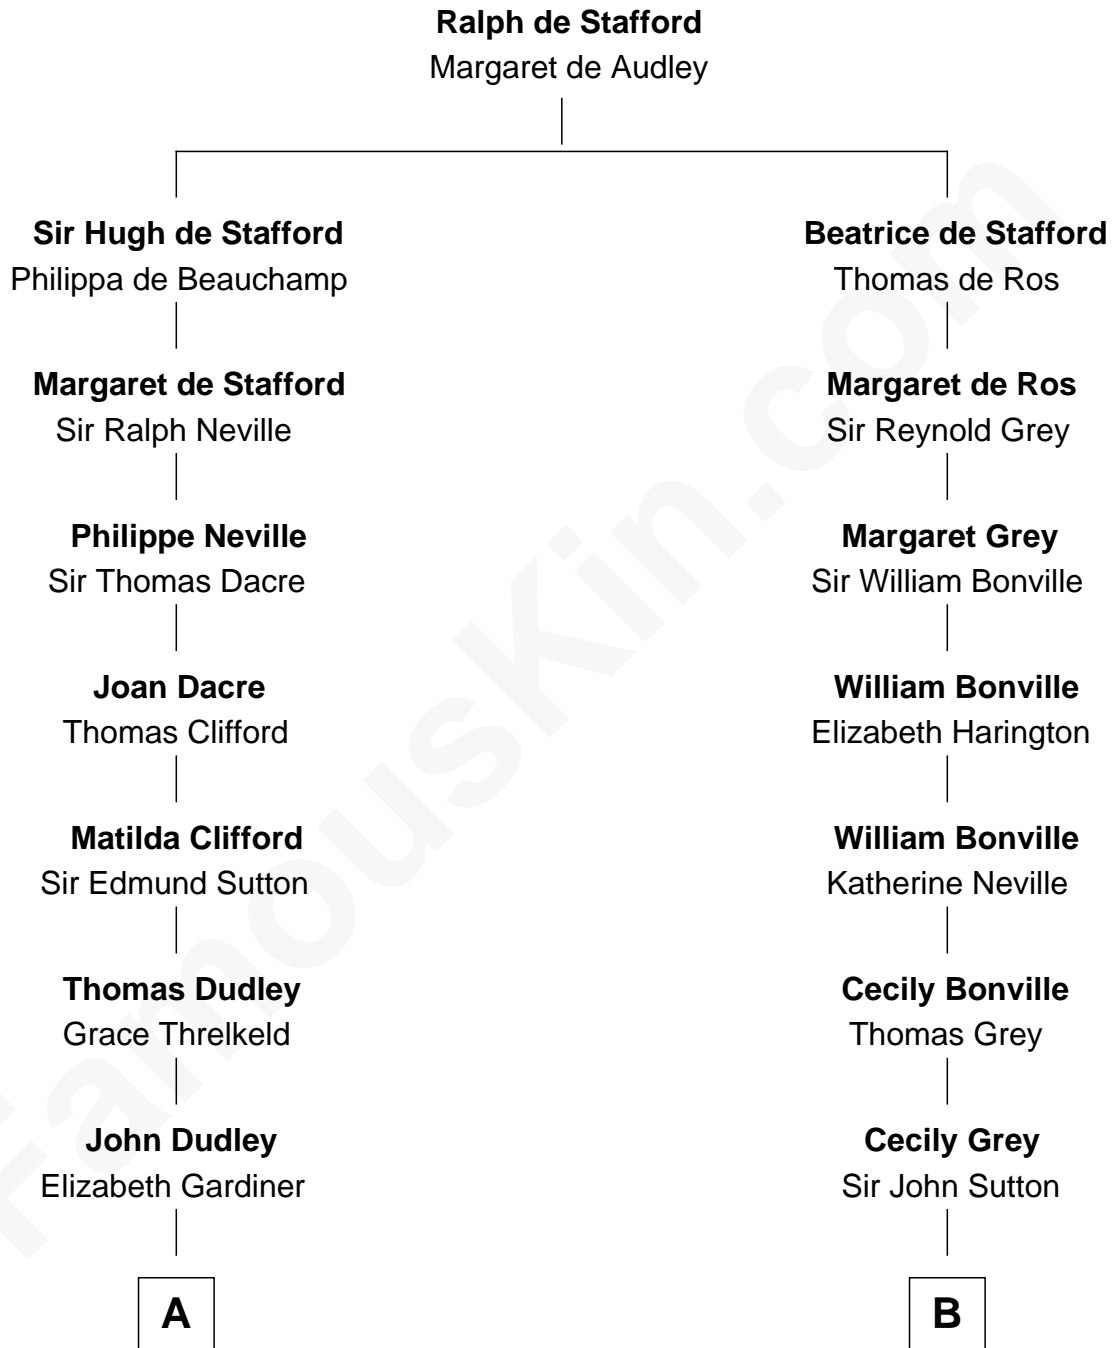 Ralph de Stafford
Margaret de Audley
Sir Hugh de Stafford
Philippa de Beauchamp
Beatrice de Stafford
Thomas de Ros
Margaret de Stafford
Sir Ralph Neville
Margaret de Ros
Sir Reynold Grey
Philippe Neville
Sir Thomas Dacre
Margaret Grey
Sir William Bonville
Joan Dacre
Thomas Clifford
William Bonville
Elizabeth Harington
Matilda Clifford
Sir Edmund Sutton
William Bonville
Katherine Neville
Thomas Dudley
Grace Threlkeld
Cecily Bonville
Thomas Grey
John Dudley
Elizabeth Gardiner
Cecily Grey
Sir John Sutton
A
B
FamousKin.com